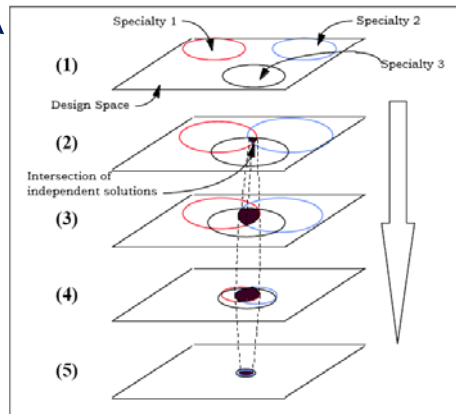 A
Specialty 1
Specialty 2
(1)
Specialty 3
Design Space
(2)
Intersection of
independent solutions
(3)
(4)
(5)